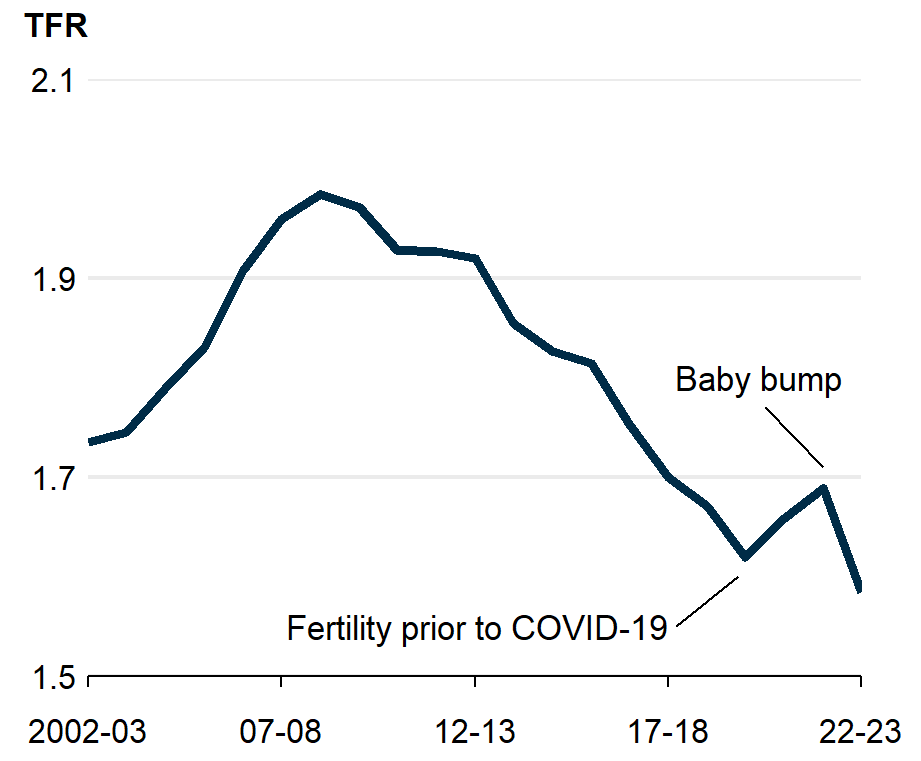 TFR
2.1
1.9
Baby bump
1.7
Fertility prior to COVID-19
1.5
2002-03 07-08 12-13 17-18 22-23